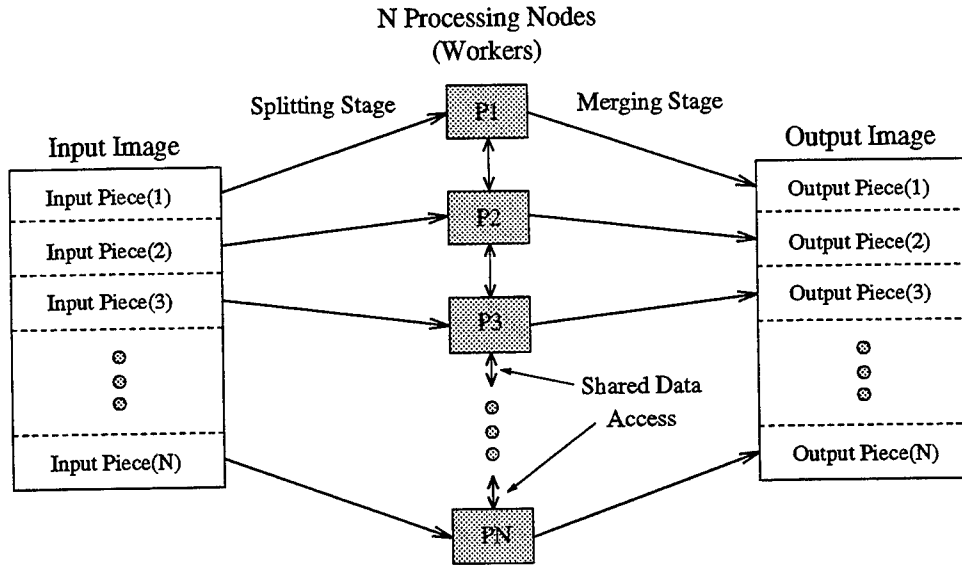 N Processing Nodes
(Workers)
Splitting Stage
P1
Merging Stage
Input Image
Output Image
Input Piece(1)
P2
Output Piece(1)
Input Piece(2)
Output Piece(2)
Input Piece(3)
P3
Output Piece(3)
Shared Data
Access
Input Piece(N)
Output Piece(N)
PN